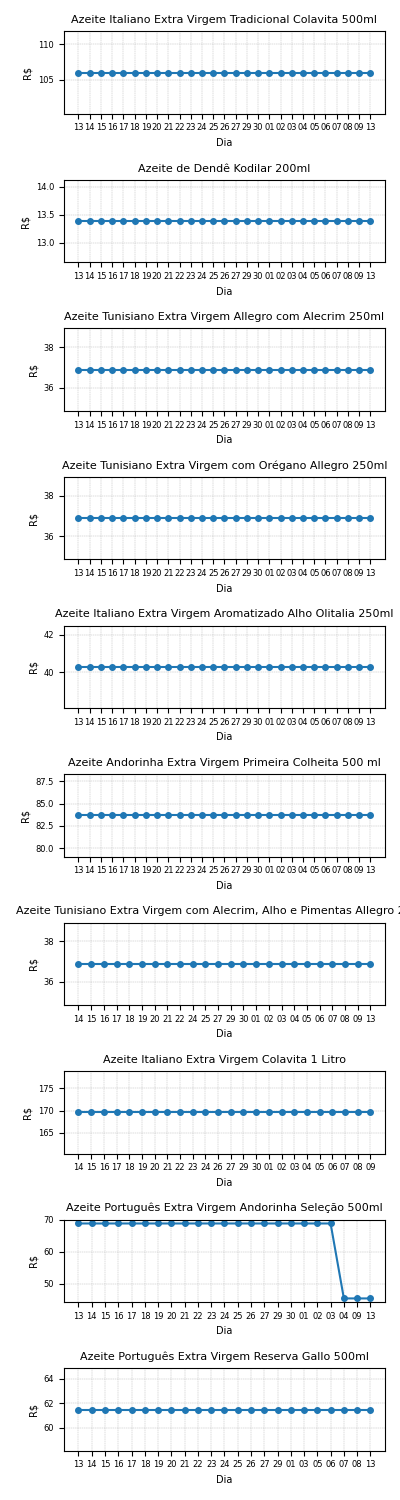 Azeite Italiano Extra Virgem Tradicional Colavita 500ml
110
105
R$
13 14 15 16 17 18 19 20 21 22 23 24 25 26 27 29 30 01 02 03 04 05 06 07 08 09 13
Dia
Azeite de Dendê Kodilar 200ml
14.0
13.5
13.0
R$
13 14 15 16 17 18 19 20 21 22 23 24 25 26 27 29 30 01 02 03 04 05 06 07 08 09 13
Dia
Azeite Tunisiano Extra Virgem Allegro com Alecrim 250ml
38
36
R$
13 14 15 16 17 18 19 20 21 22 23 24 25 26 27 29 30 01 02 03 04 05 06 07 08 09 13
Dia
Azeite Tunisiano Extra Virgem com Orégano Allegro 250ml
38
36
R$
13 14 15 16 17 18 19 20 21 22 23 24 25 26 27 29 30 01 02 03 04 05 06 07 08 09 13
Dia
Azeite Italiano Extra Virgem Aromatizado Alho Olitalia 250ml
42
40
R$
13 14 15 16 17 18 19 20 21 22 23 24 25 26 27 29 30 01 02 03 04 05 06 07 08 09 13
Dia
Azeite Andorinha Extra Virgem Primeira Colheita 500 ml
87.5
85.0
82.5
80.0
R$
13 14 15 16 17 18 19 20 21 22 23 24 25 26 27 29 30 01 02 03 04 05 06 07 08 09 13
Dia
Azeite Tunisiano Extra Virgem com Alecrim, Alho e Pimentas Allegro 2
38
36
R$
14 15 16 17 19 20 21 22 23 24 25 27 29 30 01 02 03 04 05 06 07 08 09 13
Dia
Azeite Italiano Extra Virgem Colavita 1 Litro
175
170
165
R$
14 15 16 17 18 19 20 21 22 23 24 25 27 29 30 01 02 03 04 05 06 07 08 09
Dia
Azeite Português Extra Virgem Andorinha Seleção 500ml
70
60
50
R$
13 14 15 16 17 18 19 20 21 22 23 24 25 26 27 29 01 02 03 06 04 09 13
Dia
Azeite Português Extra Virgem Reserva Gallo 500ml
64
62
60
R$
13 14 15 16 17 18 19 20 21 22 23 24 25 26 27 29 01 03 05 06 07 08 13
Dia